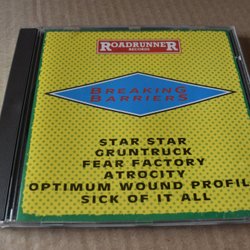 ROADRUNNER
RECORDS
BREAKING
BARRIERS
STAR STAR
GRUNTRUCK
FEAR FACTORY
ATROCITY
OPTIMUM WOUND PROFIL
SICK OF IT ALL